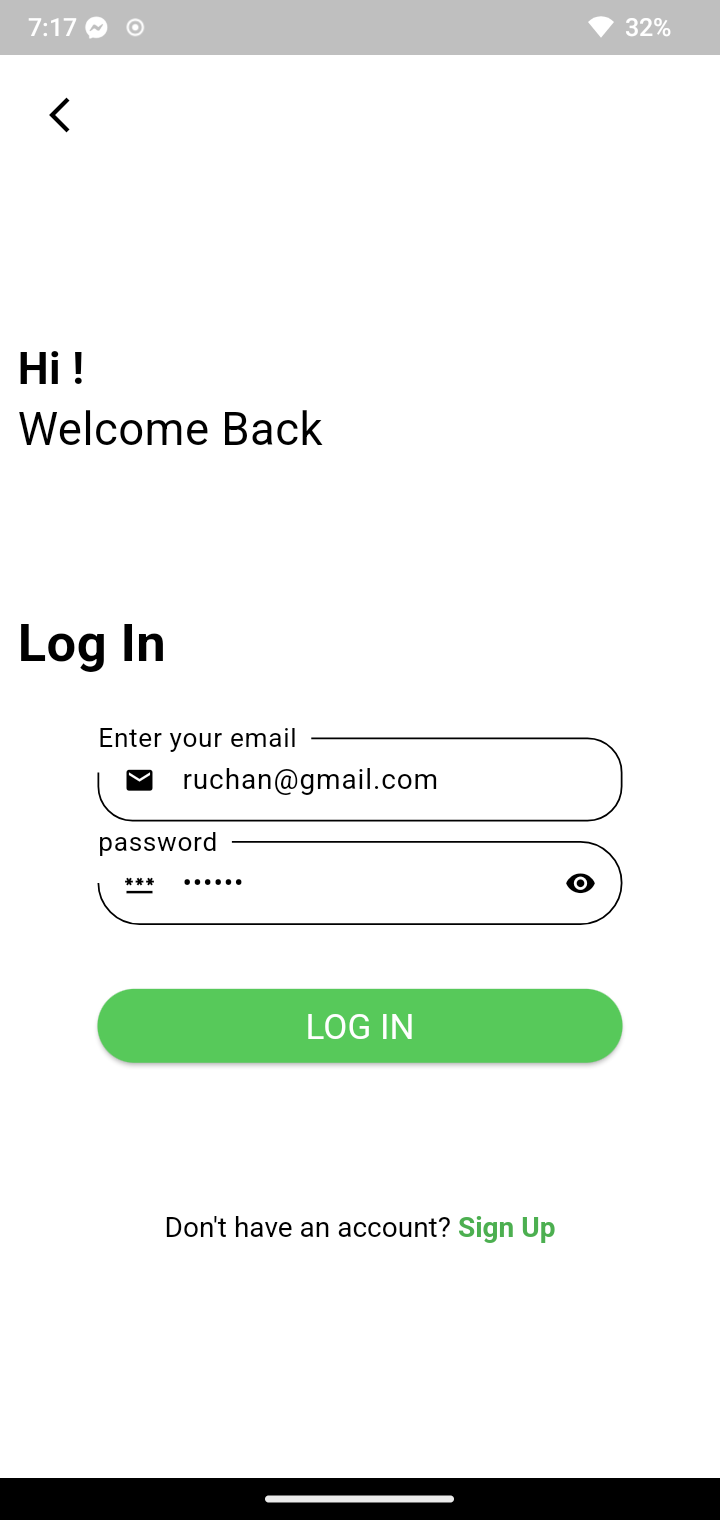 7:17 32%
Hi !
Welcome Back
Log In
Enter your email
ruchan@gmail.com
password
***
••••••
LOG IN
Don't have an account? Sign Up